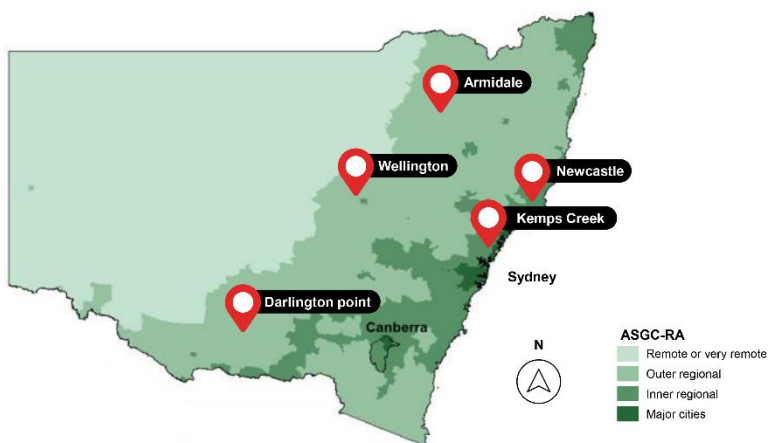 Armidale
Wellington
Newcastle
Kemps Creek
Sydney
Darlington point
Canberra
N
ASGC-RA
Remote or very remote
Outer regional
Inner regional
Major cities